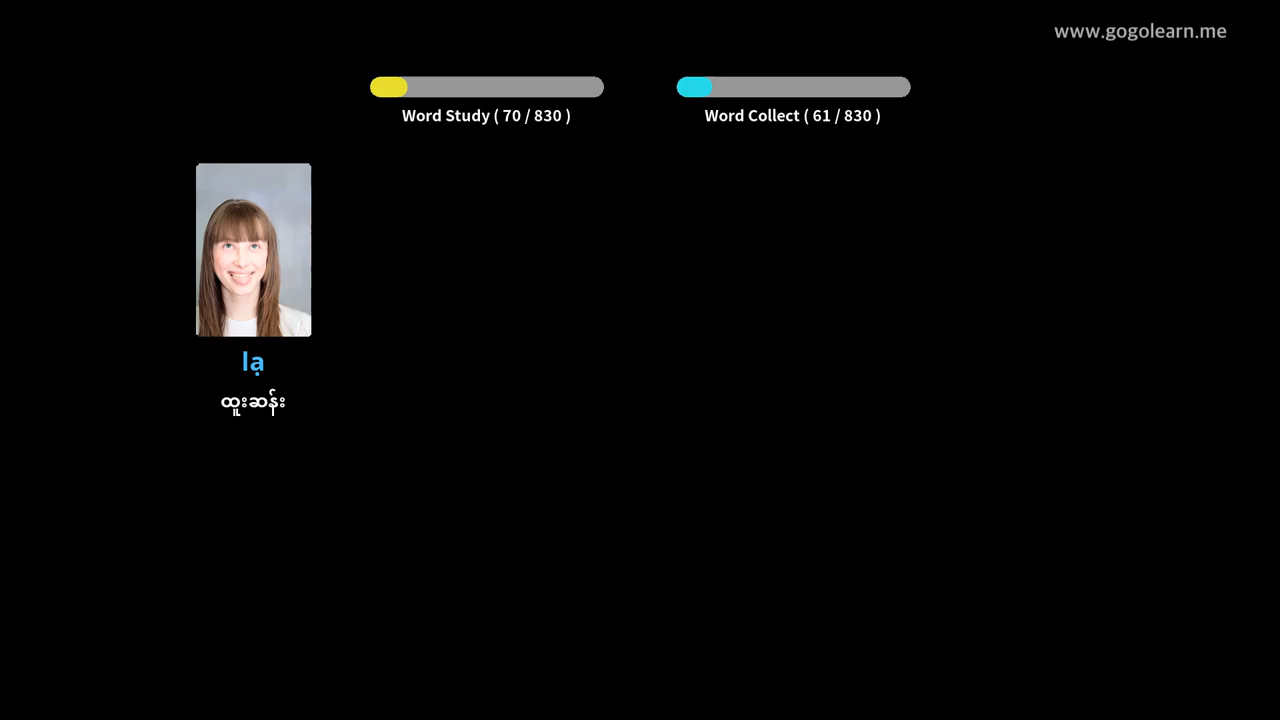 www.gogolearn.me
Word Study ( 70 / 830 )
Word Collect ( 61 / 830 )
lạ
ထူးဆန်း